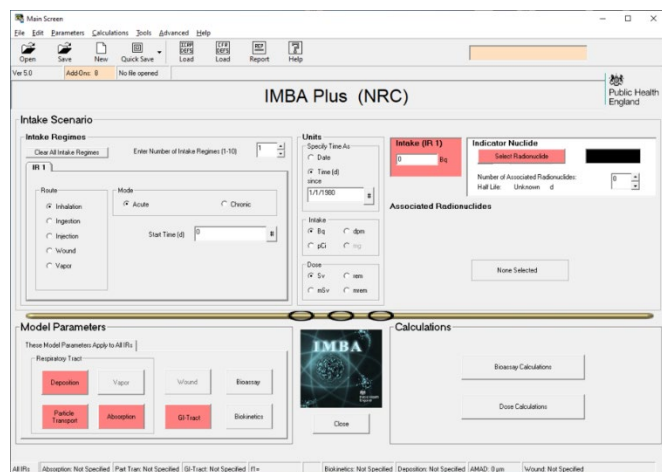 Main Screen
File Edit Parameters Calculations Tools Advanced Help
Open Save New Quick Save Load Load Report Help
Ver 5.0 Add-Ons: 8 No file opened
IMBA Plus (NRC)
Public Health
England
Intake Scenario
Intake Regimes
Clear All Intake Regimes Enter Number of Intake Regimes (1-10) 1
IR 1
Route
Inhalation
Ingestion
Injection
Wound
Vapor
Mode
Acute Chronic
Start Time (d) 0
Units
Specify Time As
Date
Time (d)
since
1/1/1980
Intake
Bq dpm
pCi mg
Dose
Sv rem
mSv mrem
Intake (IR 1)
0 Bq
Indicator Nuclide
Select Radionuclide
Number of Associated Radionuclides: 0
Half Life: Unknown d
Associated Radionuclides
None Selected
Model Parameters
These Model Parameters Apply to All IRs
Respiratory Tract
Deposition Vapor Wound Bioassay
Particle Transport Absorption GI-Tract Biokinetics
IMBA
Close
Calculations
Bioassay Calculations
Dose Calculations
All IRs Absorption: Not Specified Part Tran: Not Specified GI-Tract: Not Specified f1= Biokinetics: Not Specified Deposition: Not Specified AMAD: 0 µm Wound: Not Specified